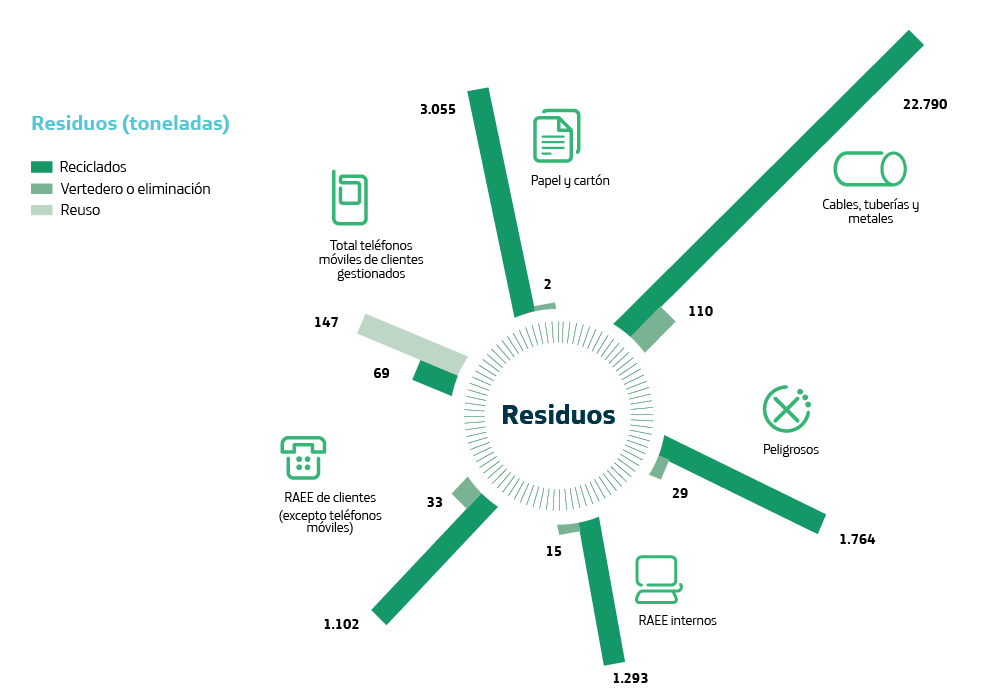 Residuos (toneladas)
Reciclados
Vertedero o eliminación
Reuso
3.055
Papel y cartón
2
22.790
Cables, tuberías y
metales
110
Total teléfonos
móviles de clientes
gestionados
147
69
Residuos
Peligrosos
29
1.764
RAEE de clientes
(excepto teléfonos
móviles)
33
1.102
15
RAEE internos
1.293